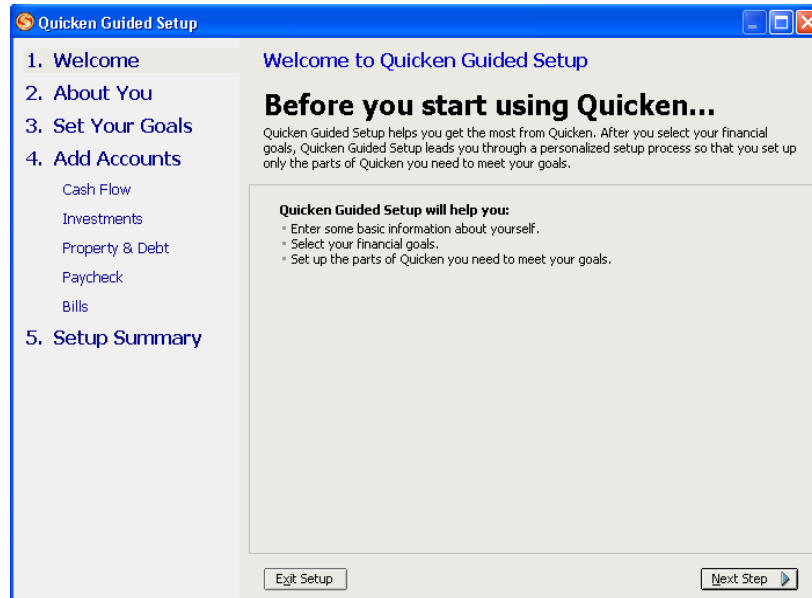 Quicken Guided Setup
1. Welcome
2. About You
3. Set Your Goals
4. Add Accounts
Cash Flow
Investments
Property & Debt
Paycheck
Bills
5. Setup Summary
Welcome to Quicken Guided Setup
Before you start using Quicken...
Quicken Guided Setup helps you get the most from Quicken. After you select your financial
goals, Quicken Guided Setup leads you through a personalized setup process so that you set up
only the parts of Quicken you need to meet your goals.
Quicken Guided Setup will help you:
Enter some basic information about yourself.
Select your financial goals.
Set up the parts of Quicken you need to meet your goals.
Exit Setup
Next Step